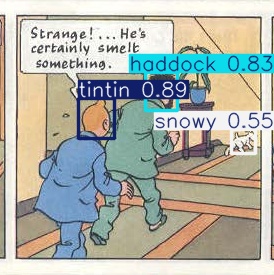 Strange! ... He's
certainly smelt
something.
haddock 0.83
tintin 0.89
snowy 0.55